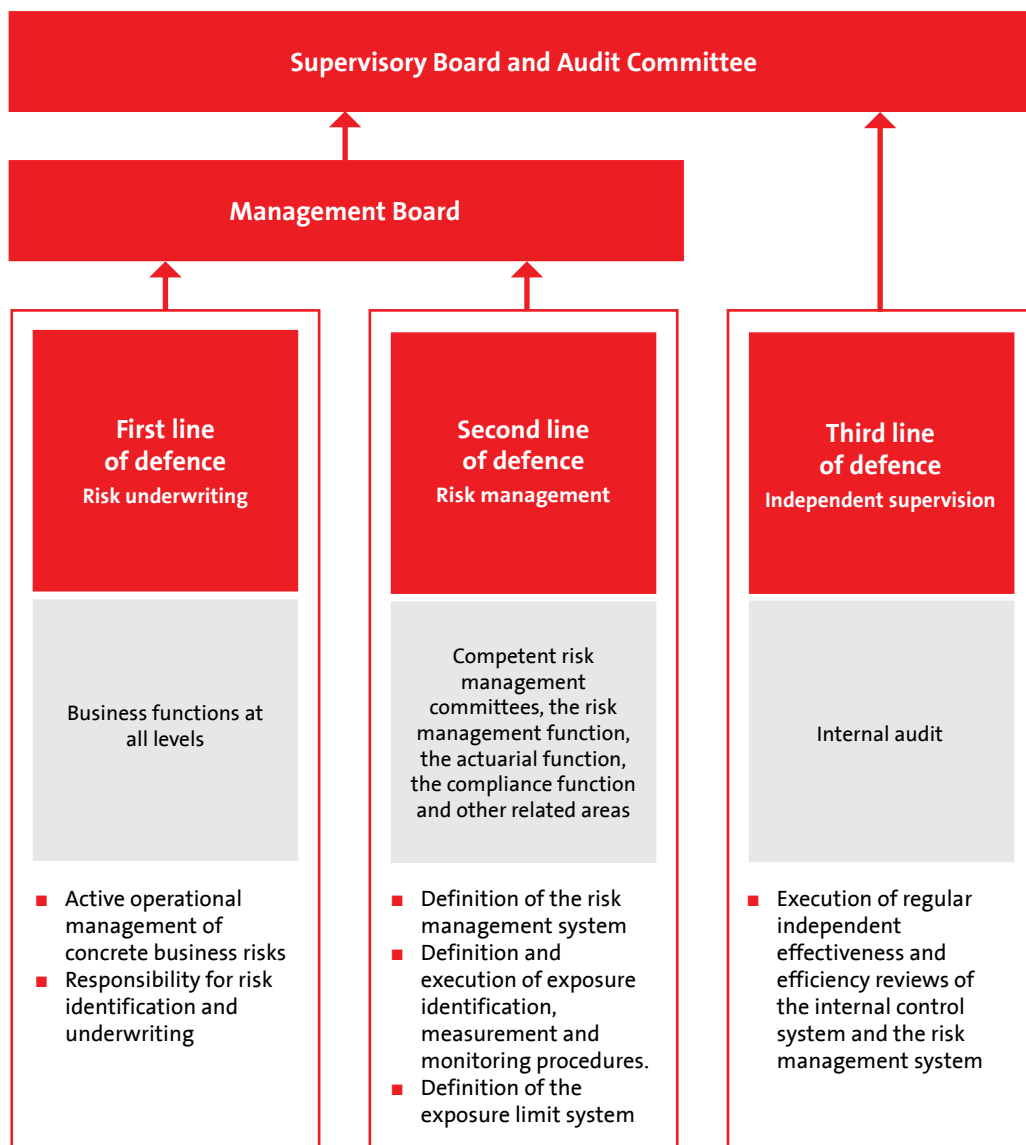 Supervisory Board and Audit Committee
Management Board
First line
of defence
Risk underwriting
Business functions at
all levels
Active operational
management of
concrete business risks
Responsibility for risk
identification and
underwriting
Second line
of defence
Risk management
Competent risk
management
committees, the risk
management function,
the actuarial function,
the compliance function
and other related areas
Definition of the risk
management system
Definition and
execution of exposure
identification,
measurement and
monitoring procedures.
Definition of the
exposure limit system
Third line
of defence
Independent supervision
Internal audit
Execution of regular
independent
effectiveness and
efficiency reviews of
the internal control
system and the risk
management system